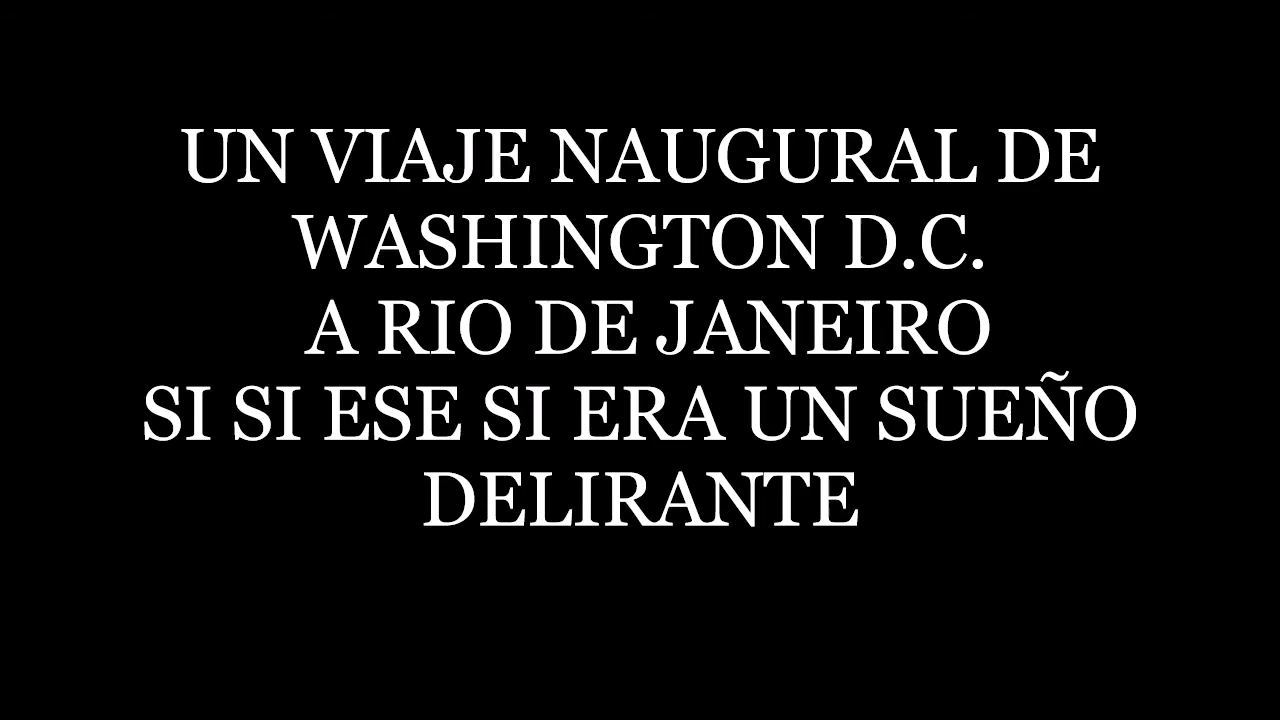 UN VIAJE NAUGURAL DE
WASHINGTON D.C.
A RIO DE JANEIRO
SI SI ESE SI ERA UN SUEÑO
DELIRANTE